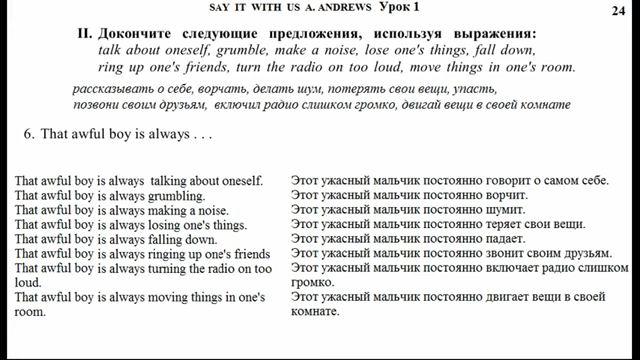 SAY IT WITH US A. ANDREWS Урок 1
24
II. Докончите следующие предложения, используя выражения:
talk about oneself, grumble, make a noise, lose one's things, fall down,
ring up one's friends, turn the radio on too loud, move things in one's room.
рассказывать о себе, ворчать, делать шум, потерять свои вещи, упасть,
позвони своим друзьям, включил радио слишком громко, двигай вещи в своей комнате
6. That awful boy is always . . .
That awful boy is always talking about oneself.
That awful boy is always grumbling.
That awful boy is always making a noise.
That awful boy is always losing one's things.
That awful boy is always falling down.
That awful boy is always ringing up one's friends
That awful boy is always turning the radio on too
loud.
That awful boy is always moving things in one's
room.
Этот ужасный мальчик постоянно говорит о самом себе.
Этот ужасный мальчик постоянно ворчит.
Этот ужасный мальчик постоянно шумит.
Этот ужасный мальчик постоянно теряет свои вещи.
Этот ужасный мальчик постоянно падает.
Этот ужасный мальчик постоянно звонит своим друзьям.
Этот ужасный мальчик постоянно включает радио слишком
громко.
Этот ужасный мальчик постоянно двигает вещи в своей
комнате.